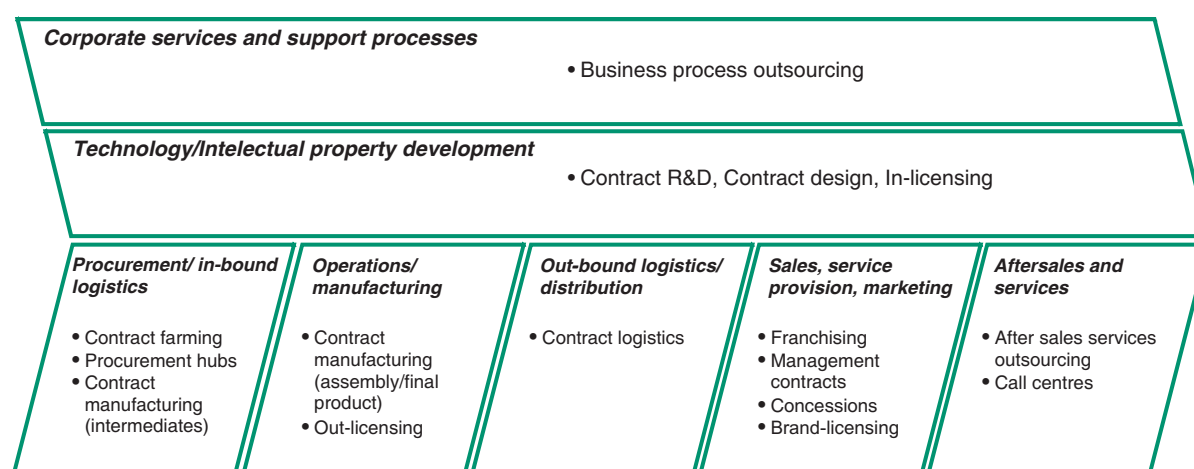 Corporate services and support processes
• Business process outsourcing
Technology/Intelectual property development
• Contract R&D, Contract design, In-licensing
Procurement/ in-bound
logistics
• Contract farming
• Procurement hubs
• Contract
manufacturing
(intermediates)
Operations/
manufacturing
• Contract
manufacturing
(assembly/final
product)
• Out-licensing
Out-bound logistics/
distribution
• Contract logistics
Sales, service
provision, marketing
• Franchising
• Management
contracts
• Concessions
• Brand-licensing
Aftersales and
services
• After sales services
outsourcing
• Call centres